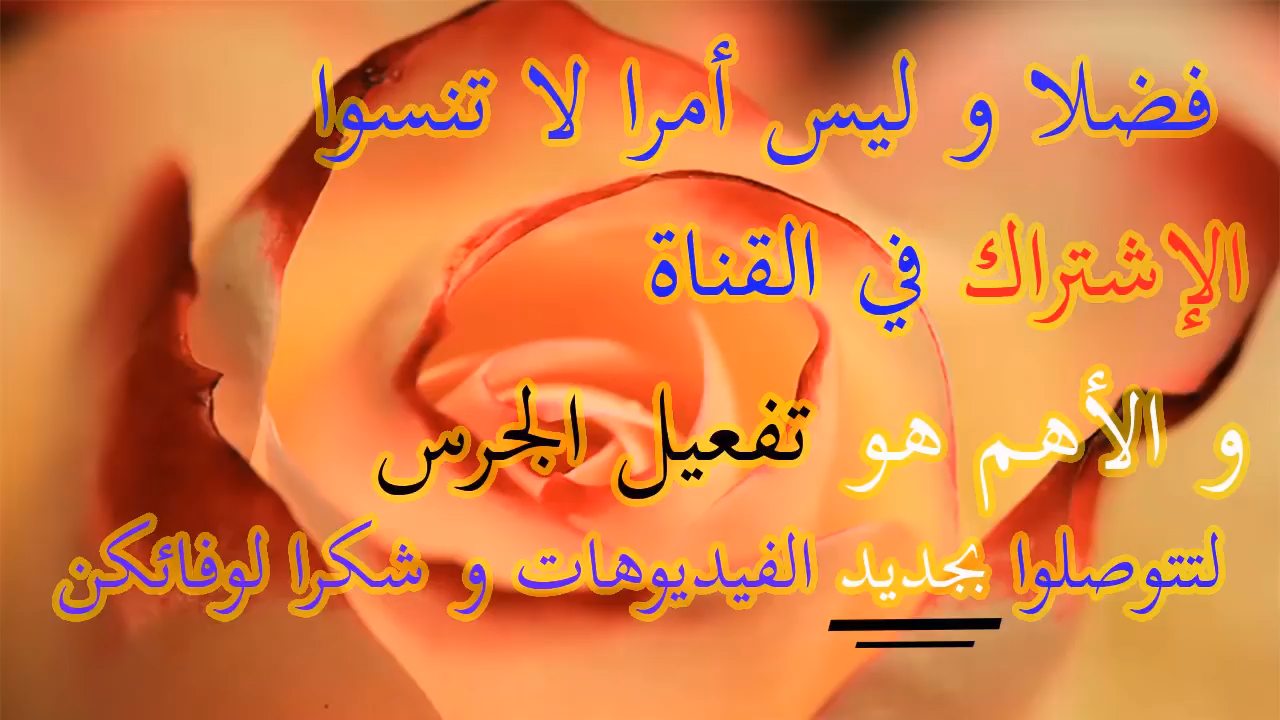 فضلا و ليس أمرا لا تنسوا
الإشتراك في القناة
و الأهم هو تفعيل الجرس
لتتوصلوا بجديد الفيديوهات و شكرا لوفائكن